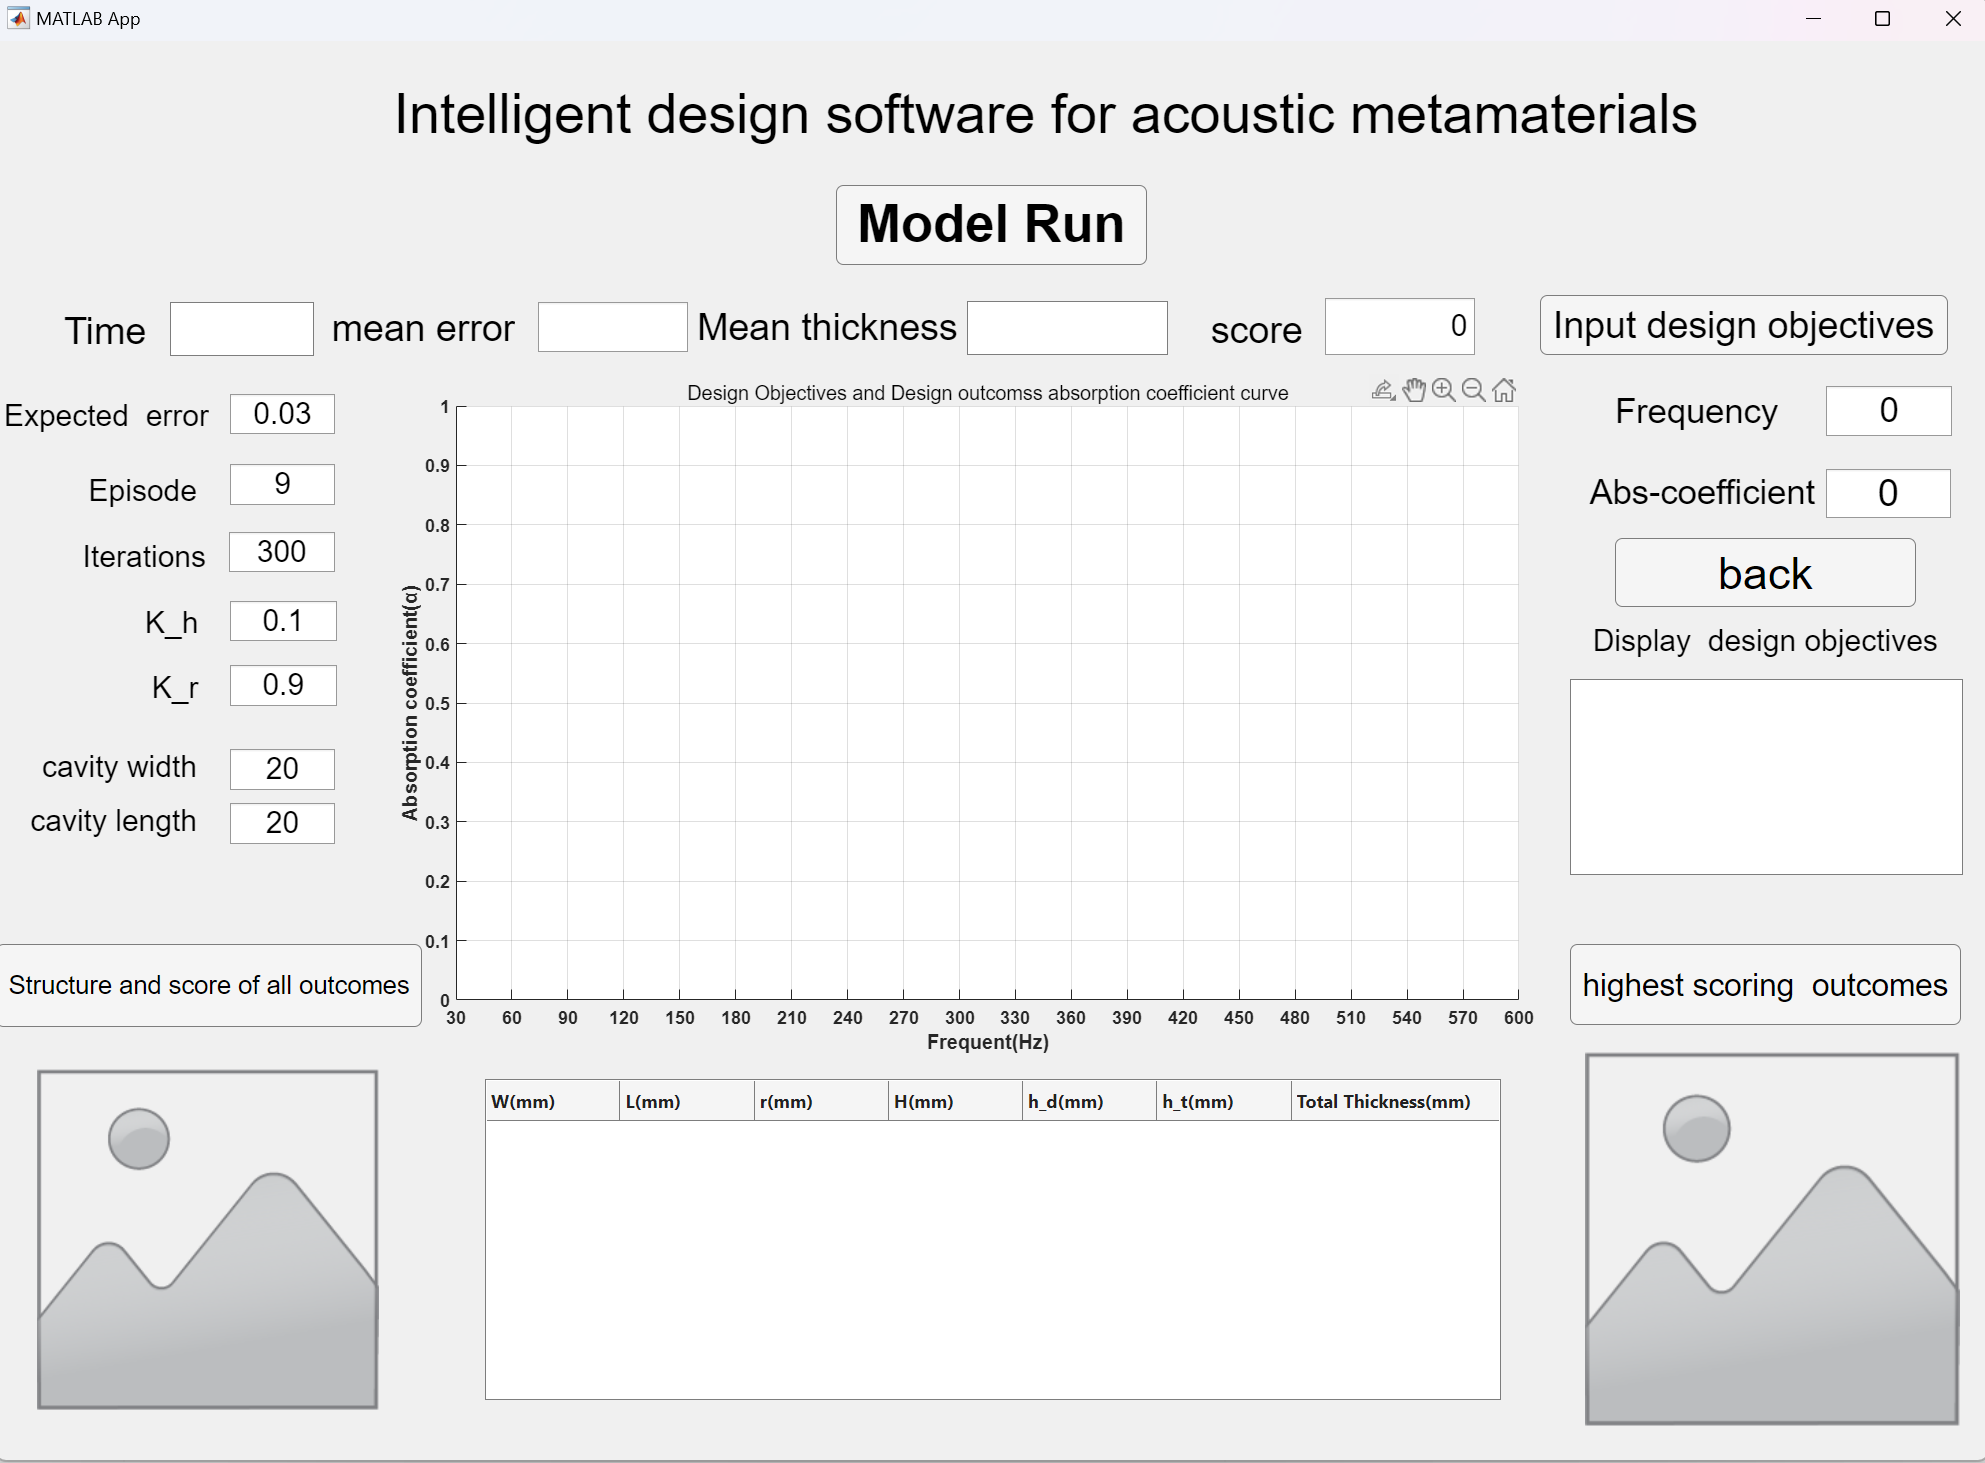 MATLAB App
Intelligent design software for acoustic metamaterials
Model Run
Time
mean error
Mean thickness
score 0
Input design objectives
Expected error 0.03
Episode 9
Iterations 300
K_h 0.1
K_r 0.9
cavity width 20
cavity length 20
Structure and score of all outcomes
Design Objectives and Design outcomss absorption coefficient curve
Absorption coefficient(α)
1
0.9
0.8
0.7
0.6
0.5
0.4
0.3
0.2
0.1
0
30 60 90 120 150 180 210 240 270 300 330 360 390 420 450 480 510 540 570 600
Frequent(Hz)
Frequency 0
Abs-coefficient 0
back
Display design objectives
highest scoring outcomes
W(mm) L(mm) r(mm) H(mm) h_d(mm) h_t(mm) Total Thickness(mm)